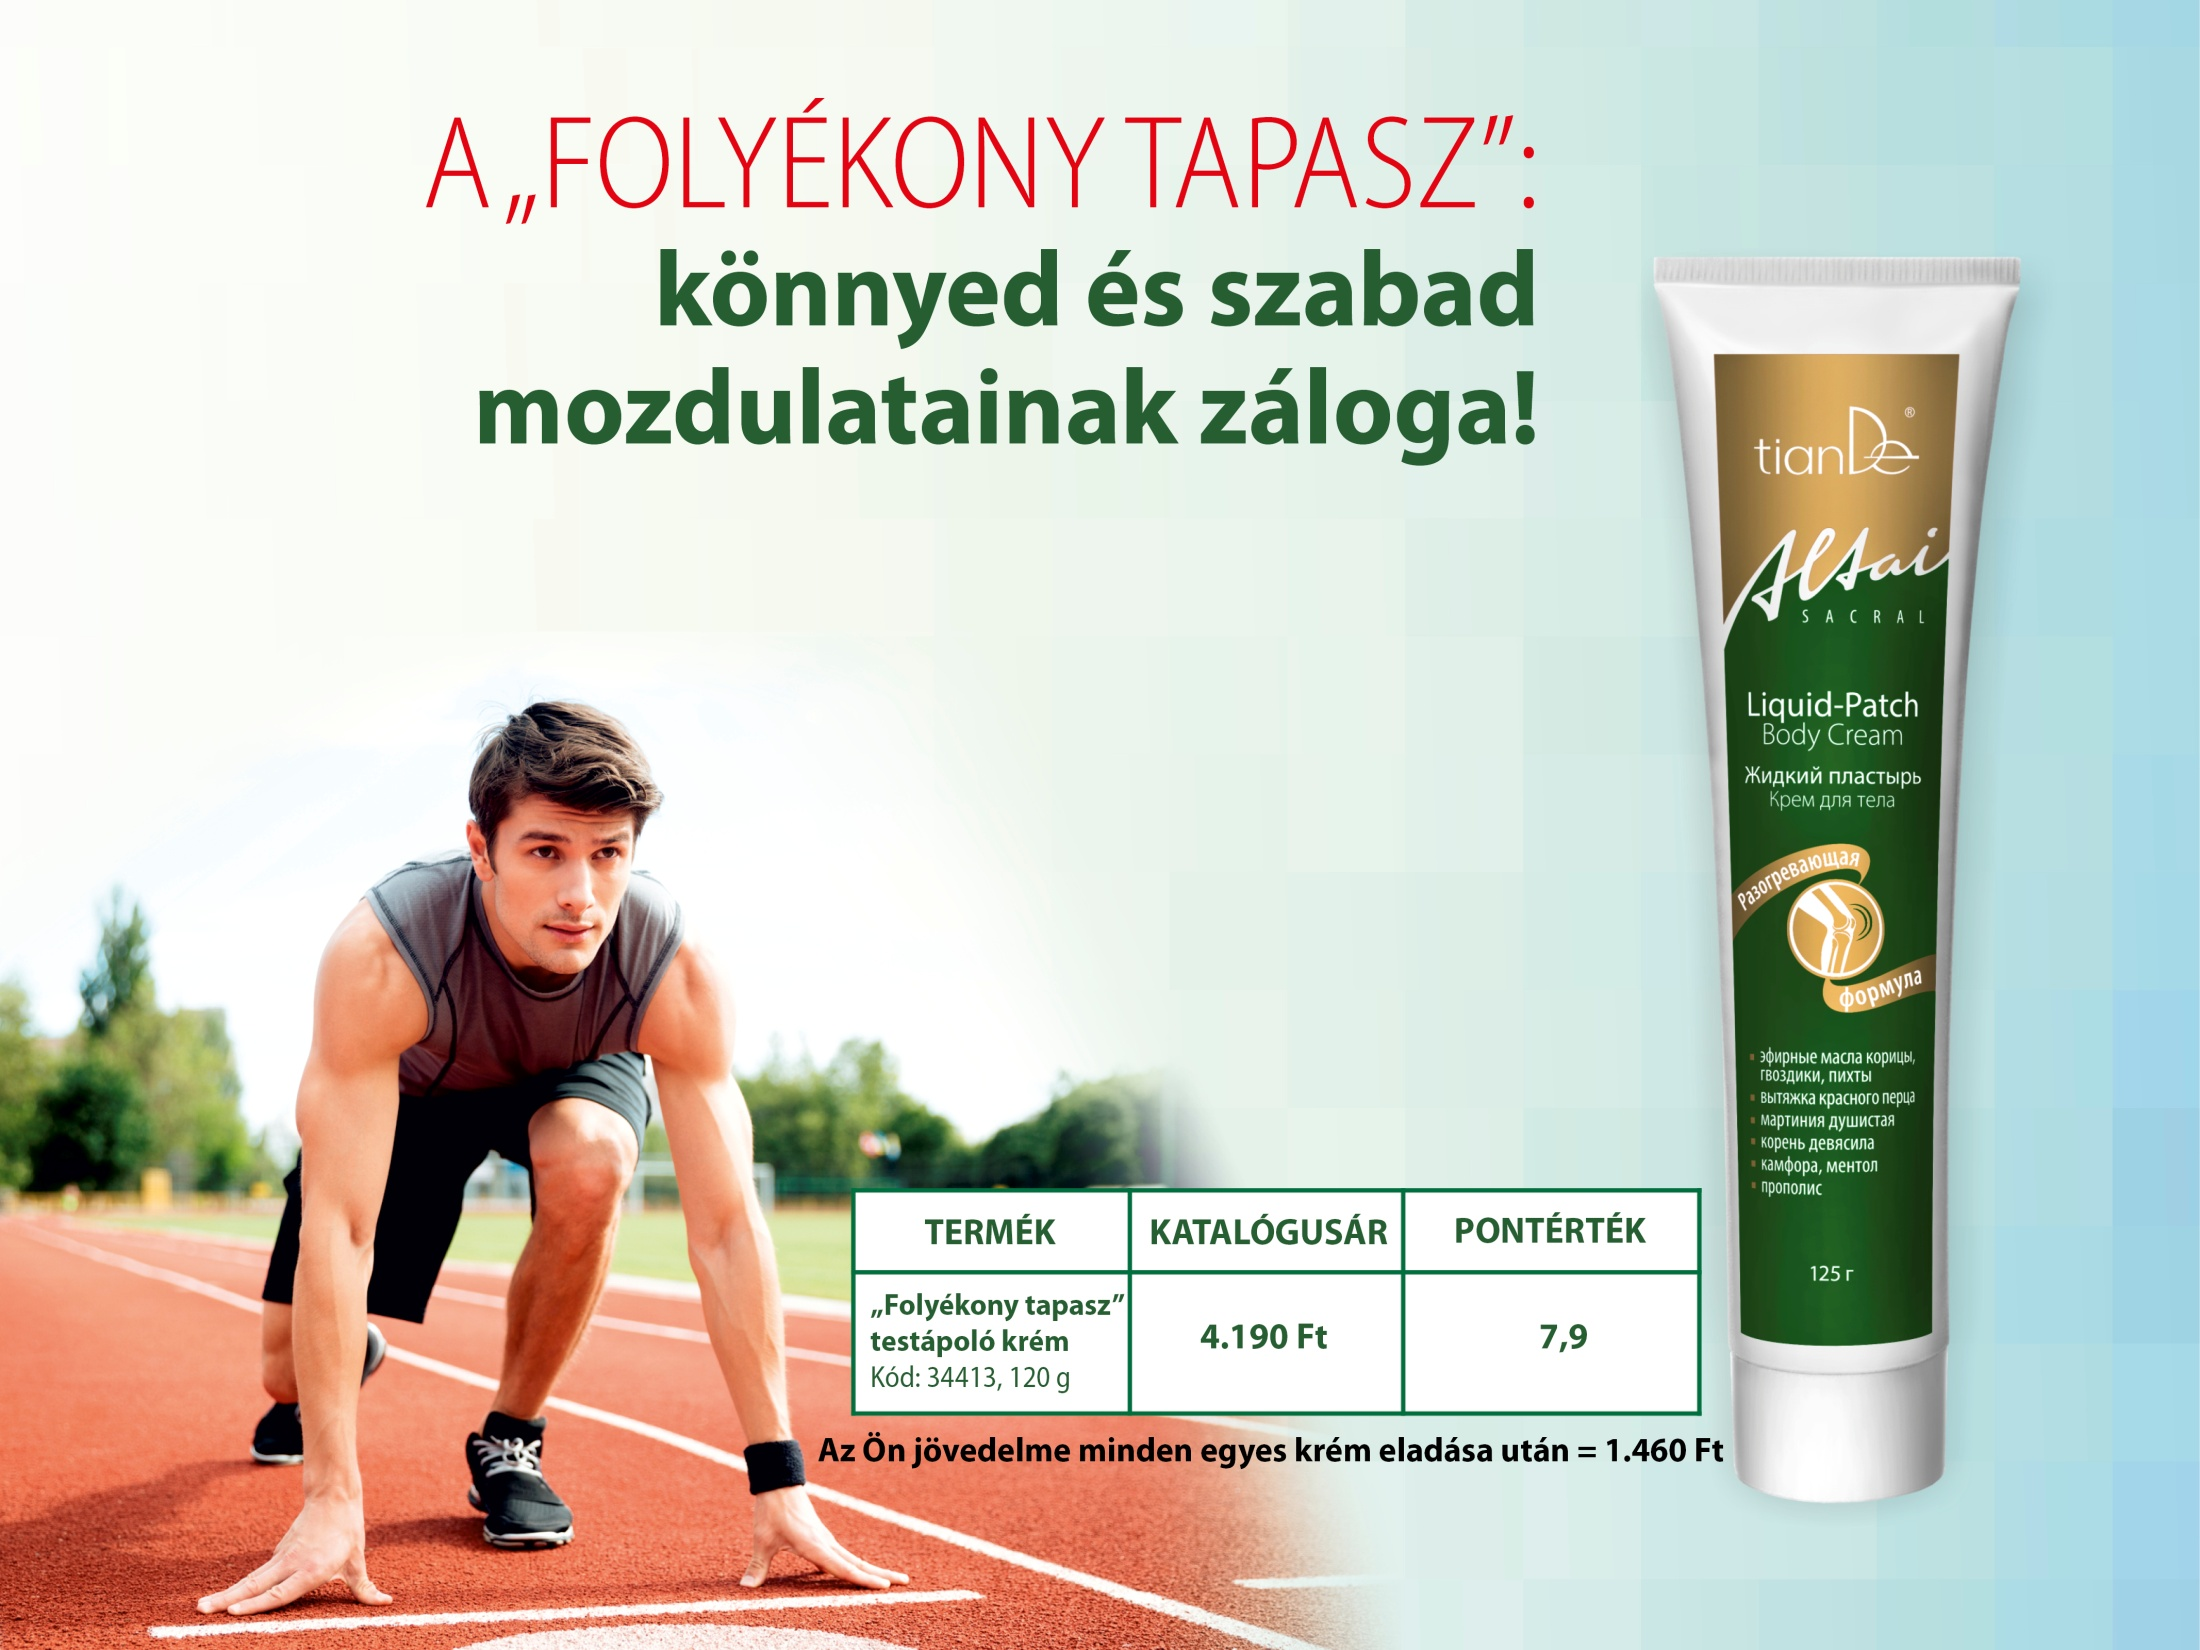 A „FOLYÉKONY TAPASZ”:
könnyed és szabad
mozdulatainak záloga!
tianDe®
Altai
SACRAL
Liquid-Patch
Body Cream
Жидкий пластырь
Крем для тела
Разогревающая
формула
▪ эфирные масла корицы,
гвоздики, пихты
▪ вытяжка красного перца
▪ мартиния душистая
▪ корень девясила
▪ камфора, ментол
▪ прополис
125 г
TERMÉK KATALÓGUSÁR PONTÉRTÉK
„Folyékony tapasz”
testápoló krém
Kód: 34413, 120 g
4.190 Ft
7,9
Az Ön jövedelme minden egyes krém eladása után = 1.460 Ft